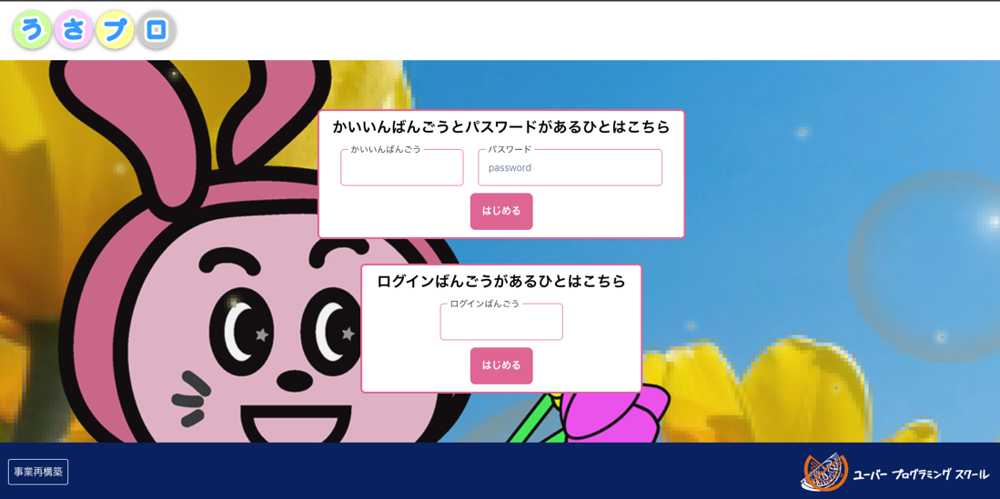 うさプロ
かいいんばんごうとパスワードがあるひとはこちら
かいいんばんごう
パスワード
password
はじめる
ログインばんごうがあるひとはこちら
ログインばんごう
はじめる
事業再構築
ユーバー プログラミング スクール